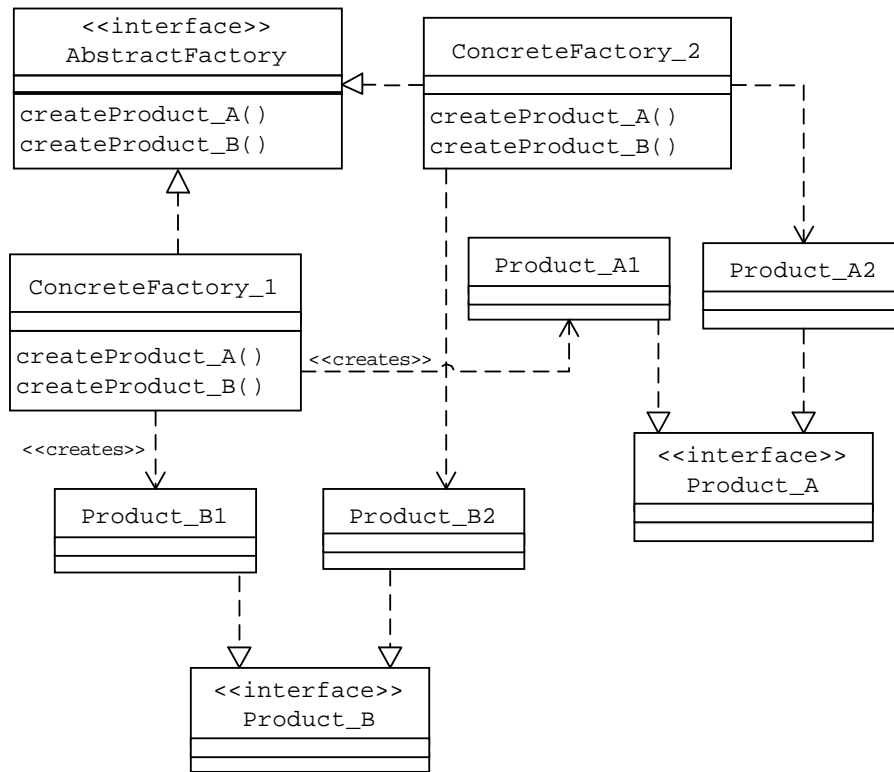 <<interface>>
AbstractFactory
createProduct_A()
createProduct_B()
ConcreteFactory_2
createProduct_A()
createProduct_B()
ConcreteFactory_1
createProduct_A()
createProduct_B()
Product_A1
Product_A2
<<creates>>
<<creates>>
<<interface>>
Product_A
Product_B1
Product_B2
<<interface>>
Product_B